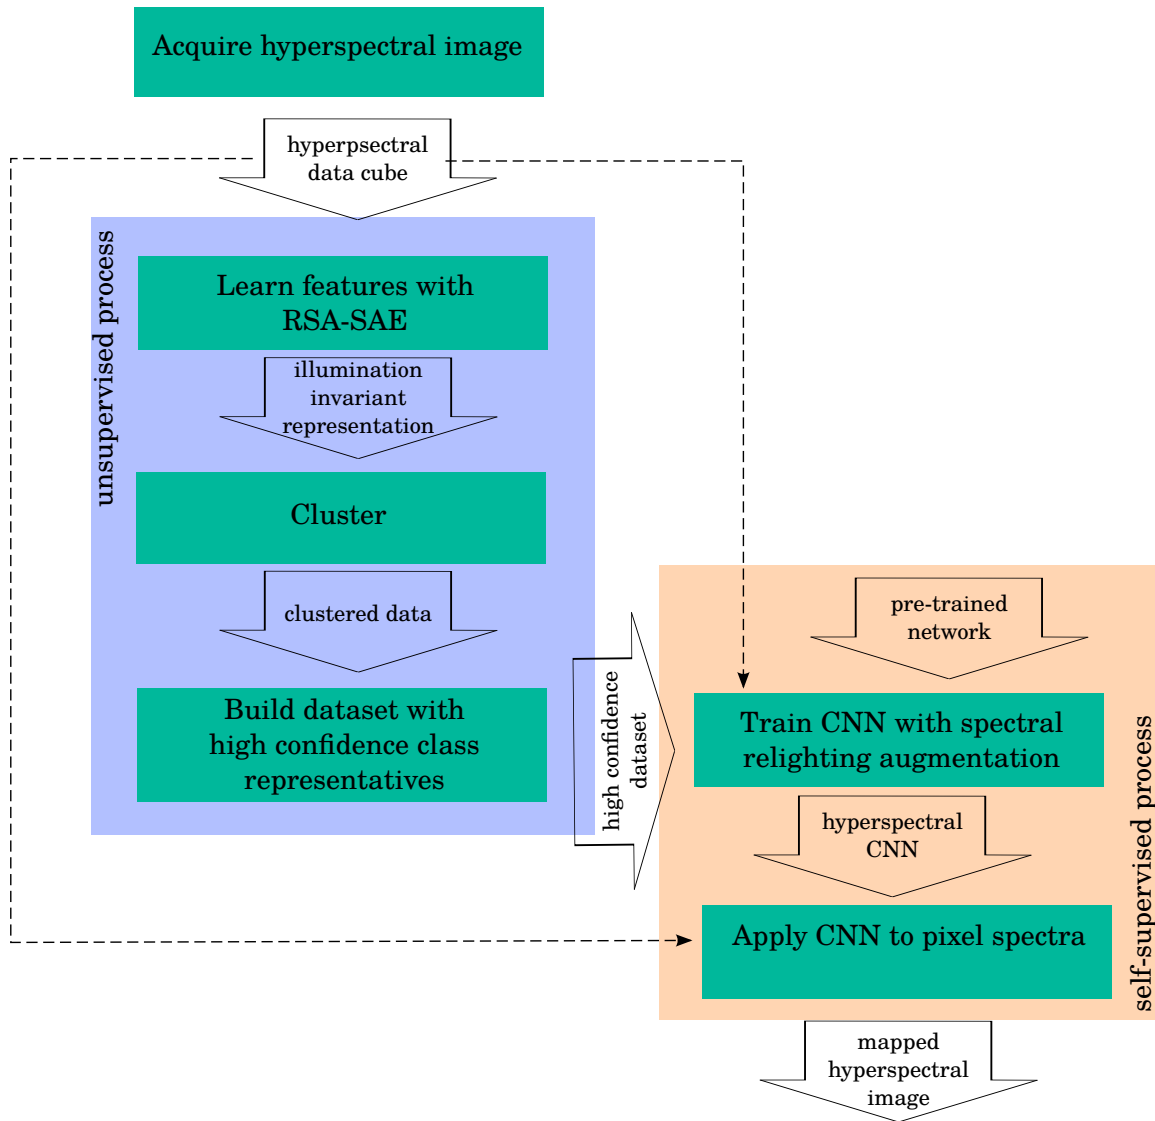 Acquire hyperspectral image
hyperpsectral
data cube
unsupervised process
Learn features with
RSA-SAE
illumination
invariant
representation
Cluster
clustered data
Build dataset with
high confidence class
representatives
high confidence
dataset
pre-trained
network
Train CNN with spectral
relighting augmentation
hyperspectral
CNN
Apply CNN to pixel spectra
self-supervised process
mapped
hyperspectral
image